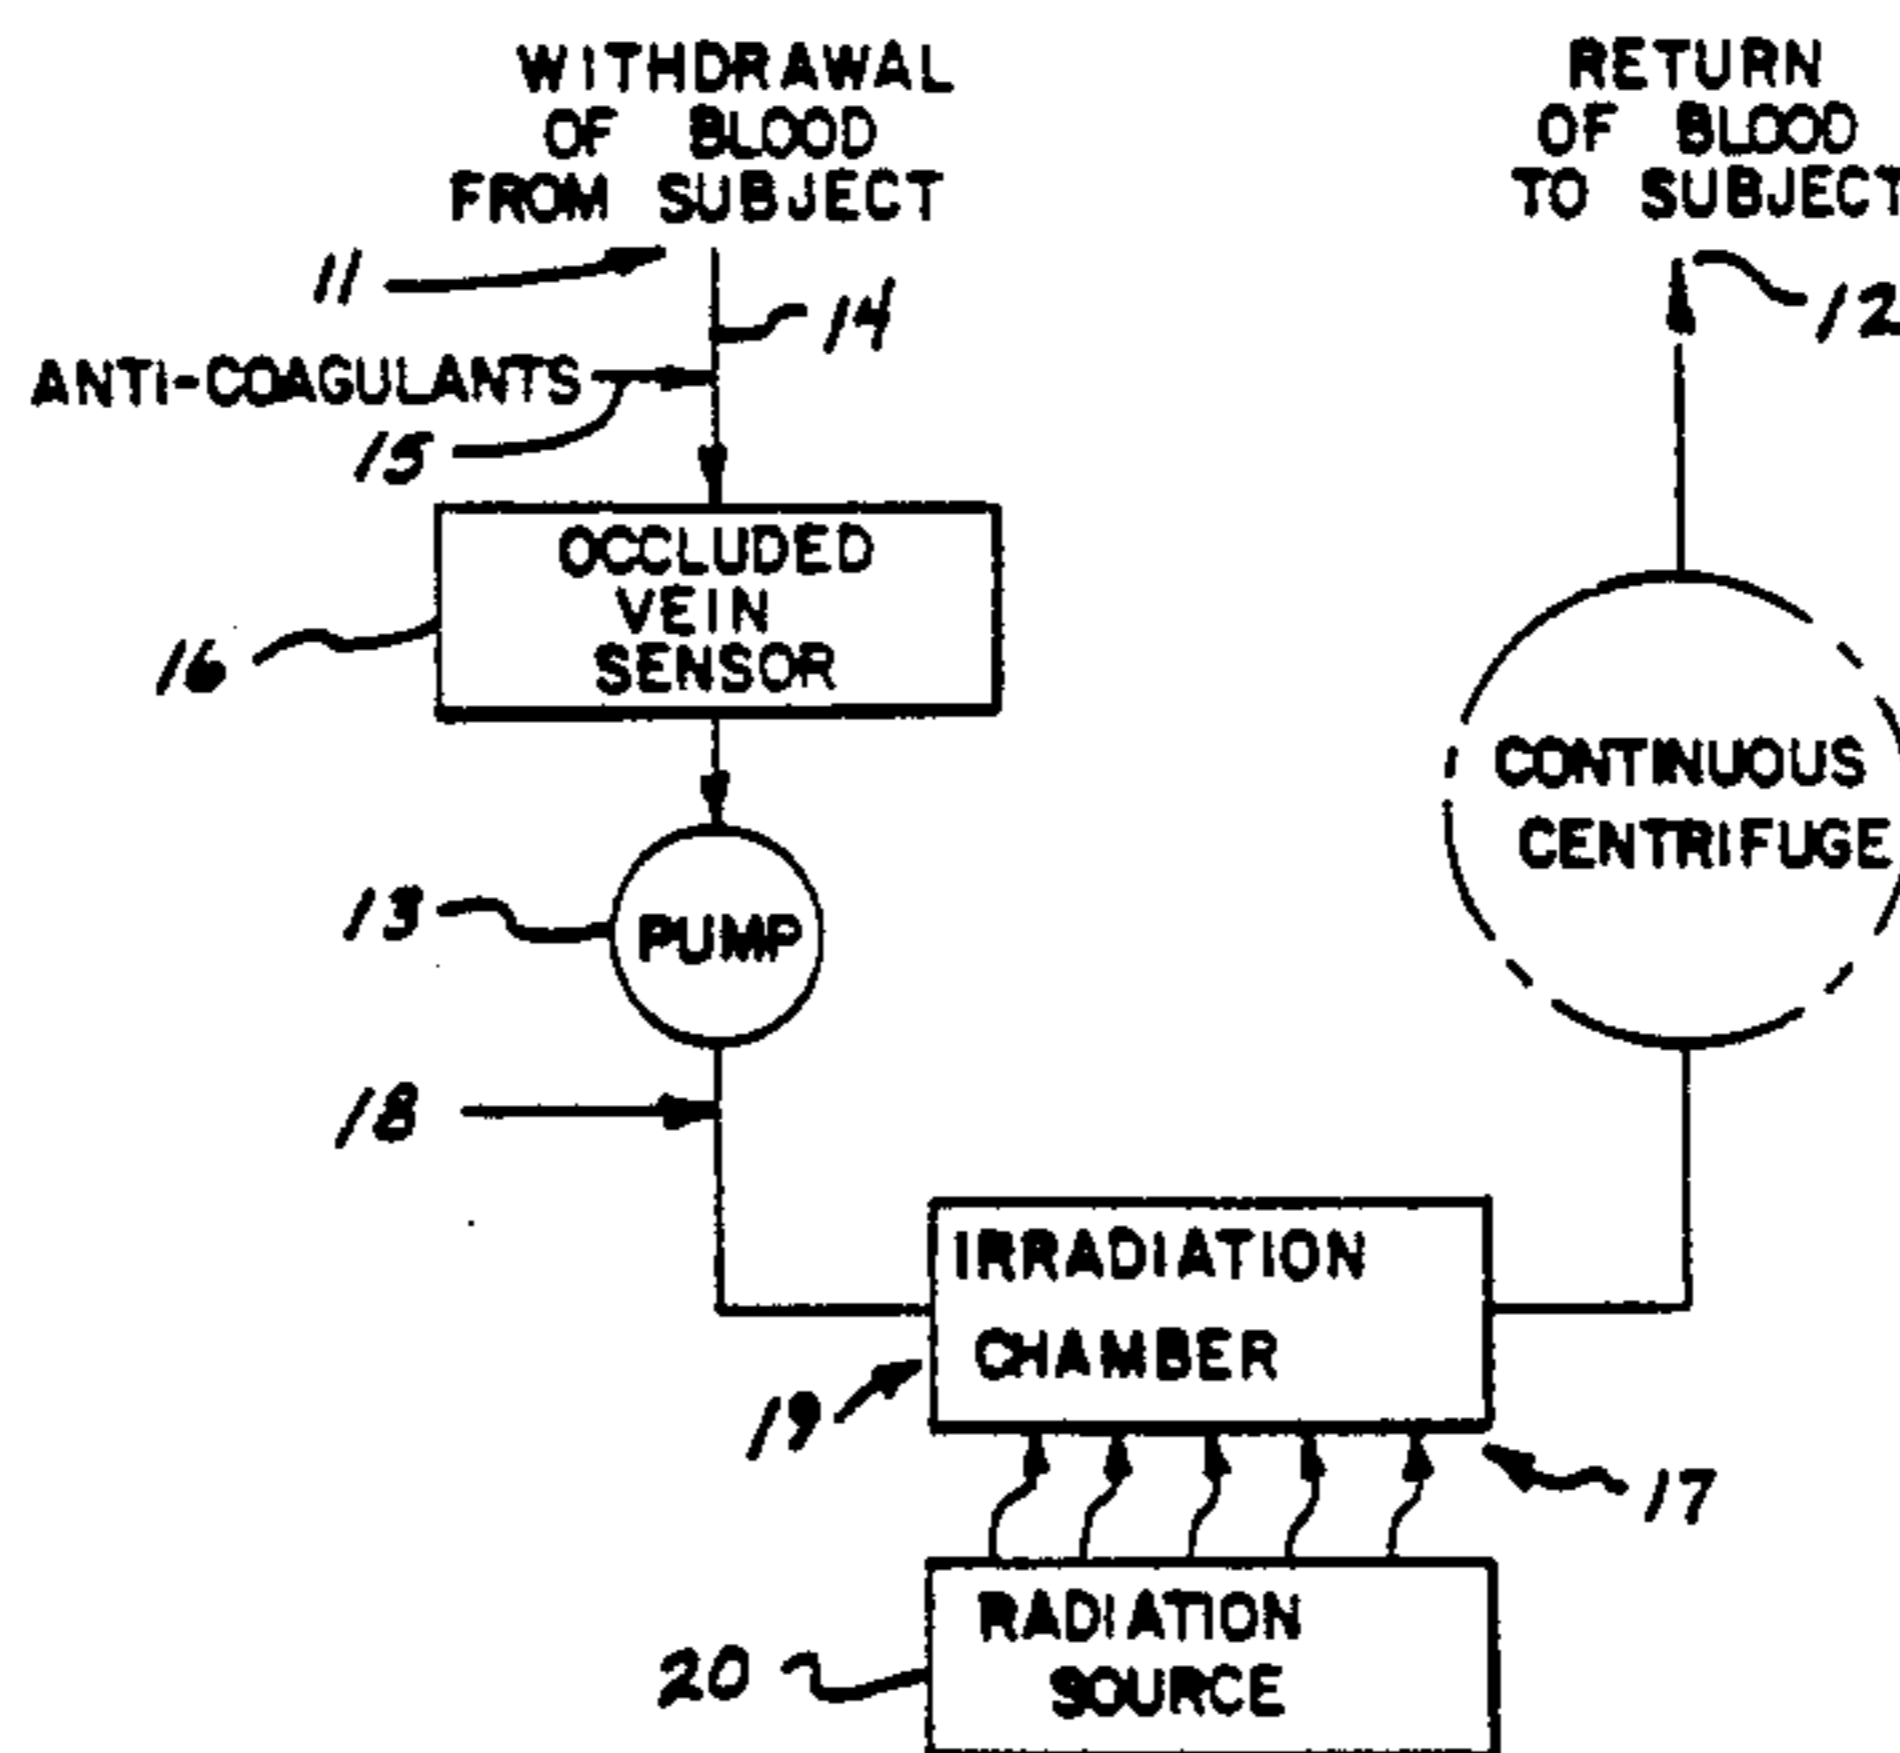 WITHDRAWAL
OF BLOOD
FROM SUBJECT
RETURN
OF BLOOD
TO SUBJECT
11
14
12
ANTI-COAGULANTS
15
OCCLUDED
VEIN
SENSOR
16
CONTINUOUS
CENTRIFUGE
13
PUMP
18
IRRADIATION
CHAMBER
19
17
RADIATION
SOURCE
20